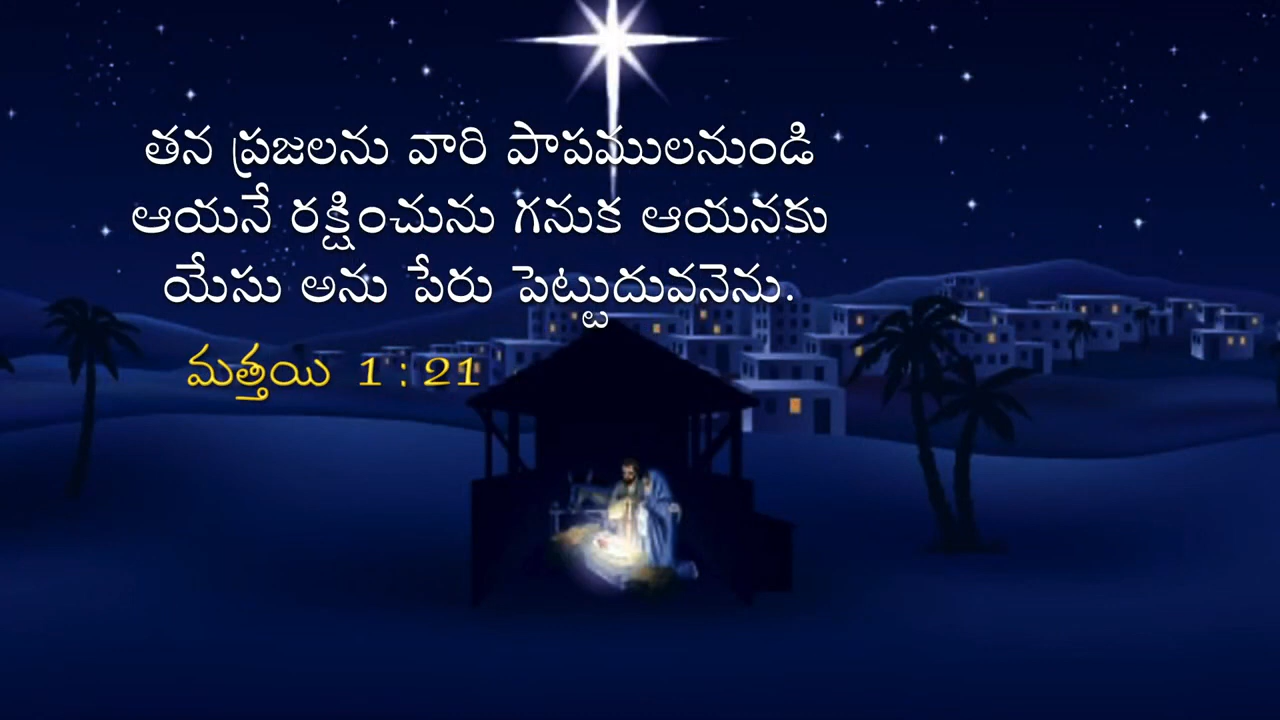 తన ప్రజలను వారి పాపములనుండి
ఆయనే రక్షించును గనుక ఆయనకు
యేసు అను పేరు పెట్టుదువనెను.
మత్తయి 1 : 21